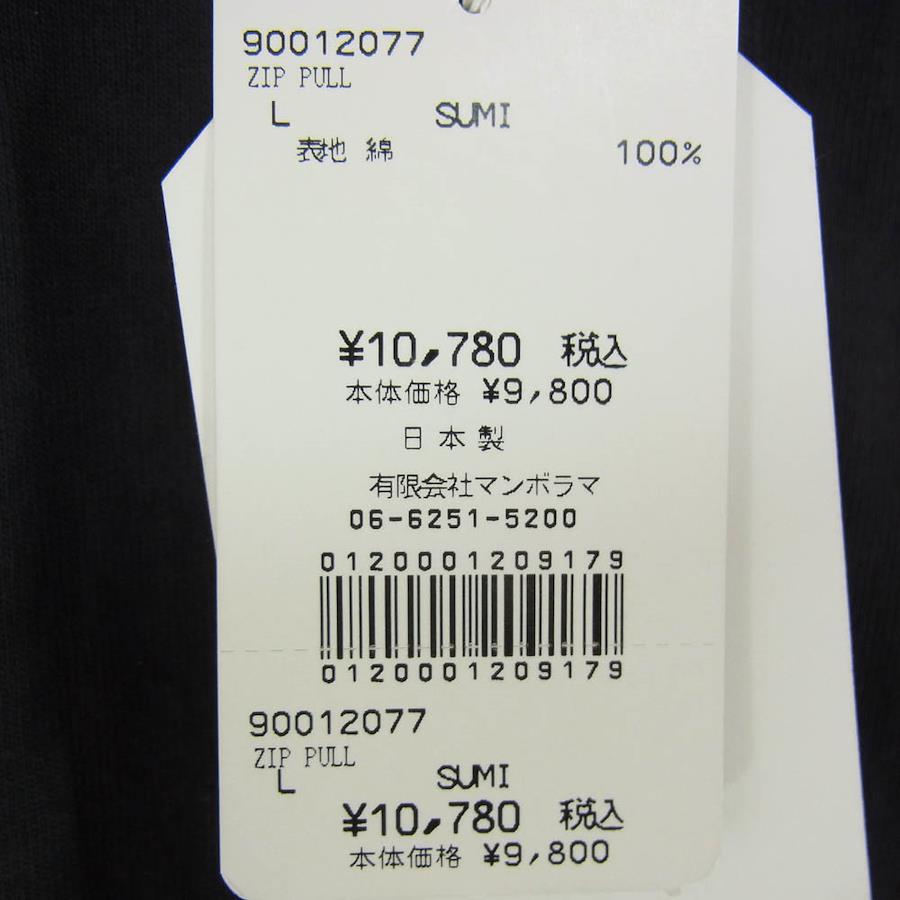 90012077
ZIP PULL
L SUMI
表地 綿 100%
¥10,780 税込
本体価格 ¥9,800
日本製
有限会社マンボラマ
06-6251-5200
0120001209179
0120001209179
90012077
ZIP PULL
L SUMI
¥10,780 税込
本体価格 ¥9,800